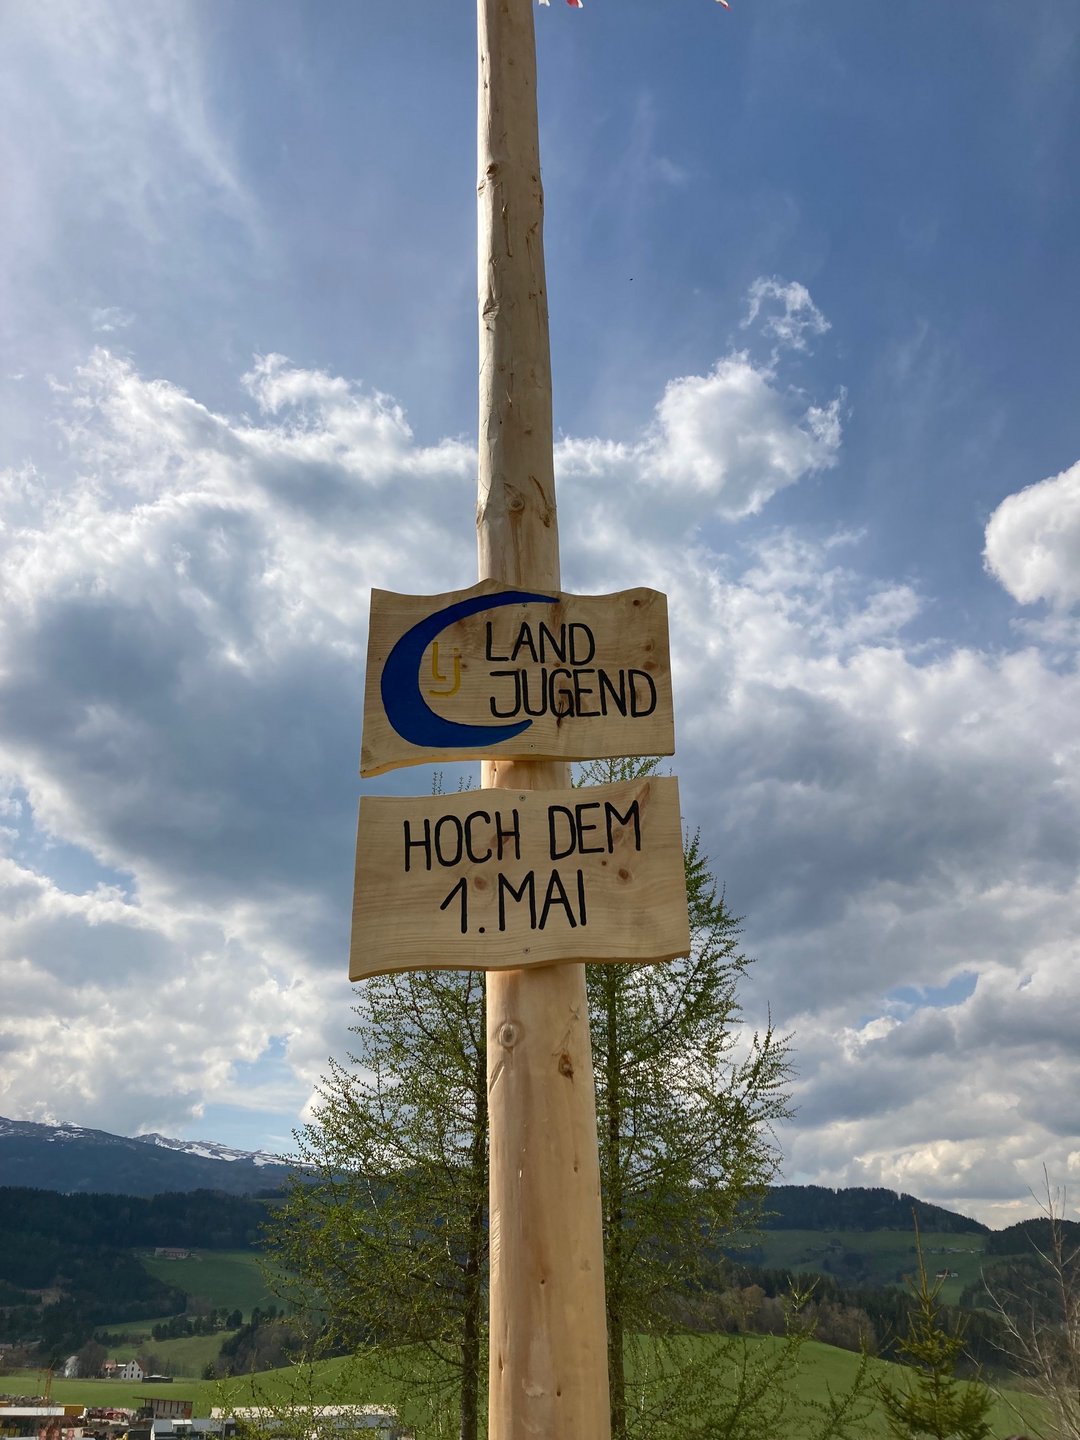 lj
LAND
JUGEND
HOCH DEM
1. MAI